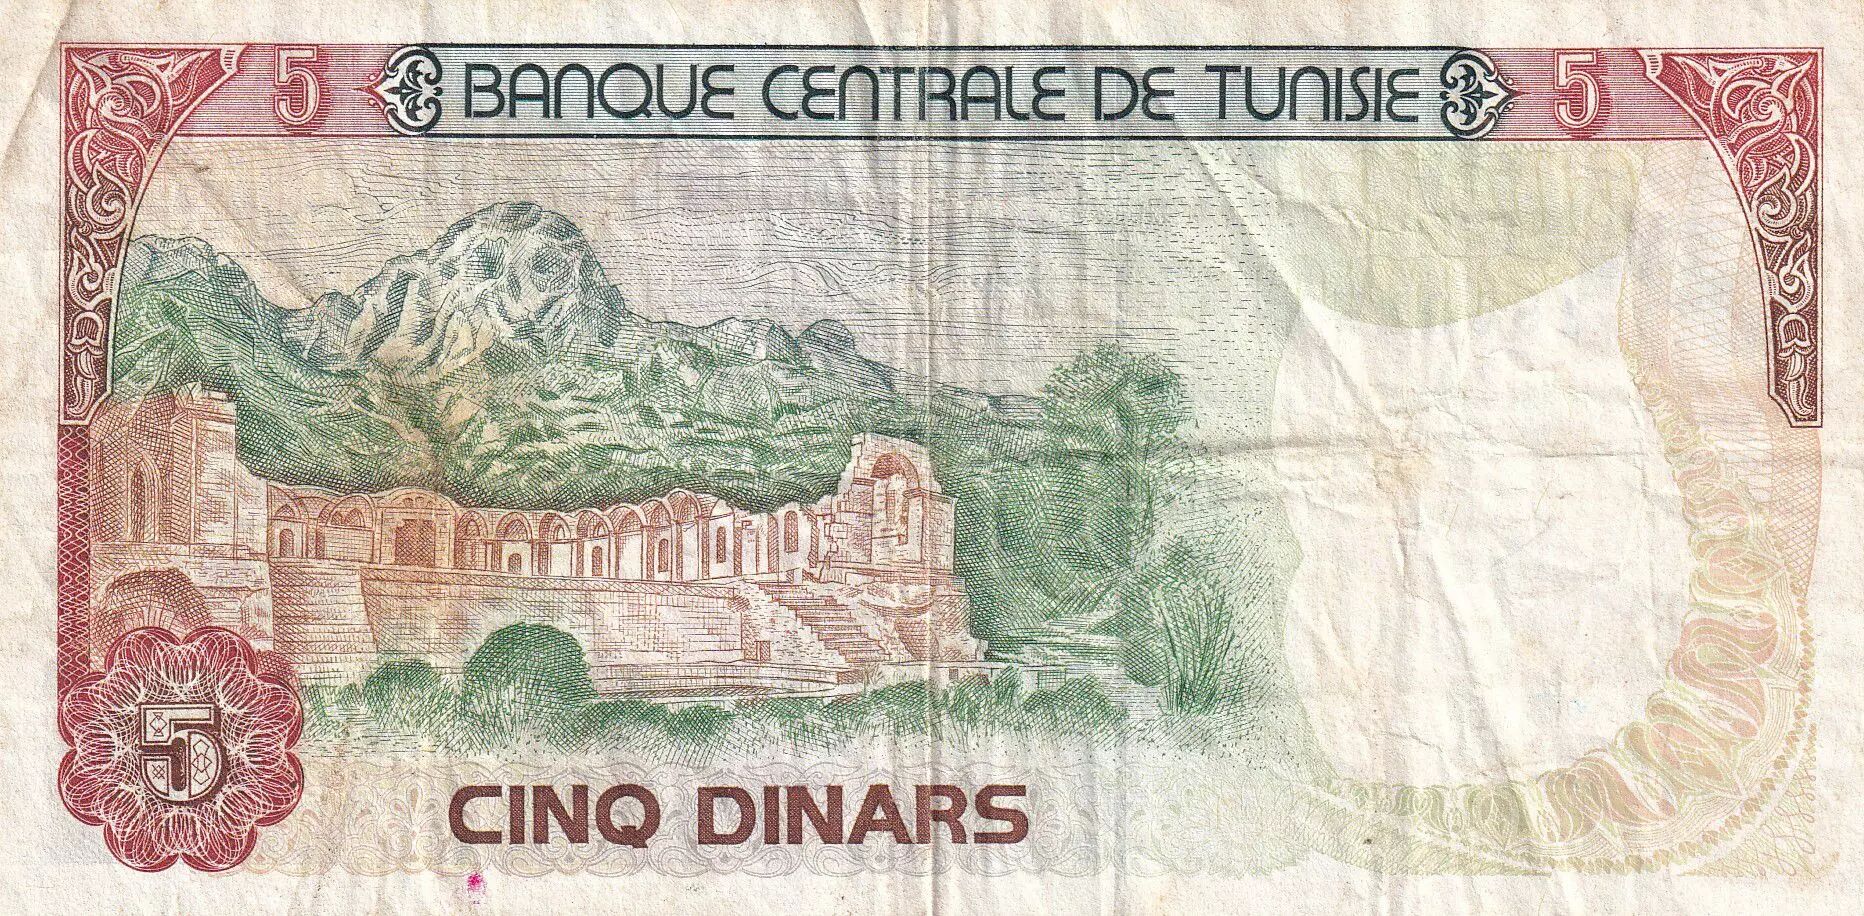 5 BANQUE CENTRALE DE TUNISIE 5
5
CINQ DINARS